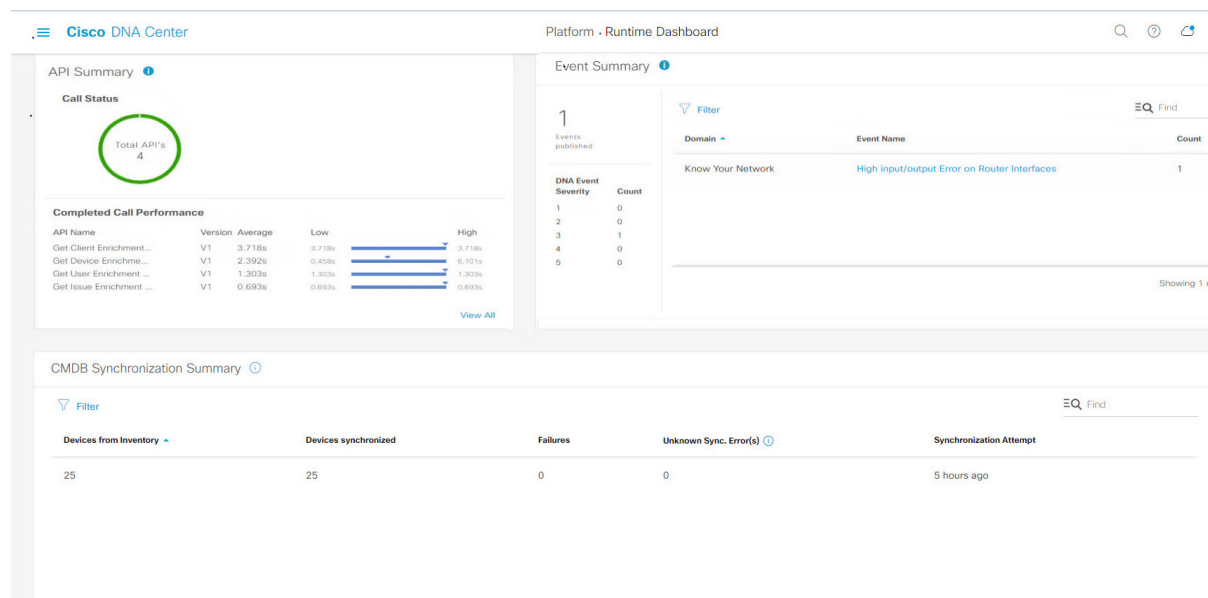 Cisco DNA Center
Platform • Runtime Dashboard
API Summary
Call Status
Total API's
4
Completed Call Performance
API Name Version Average Low High
Get Client Enrichment... V1 3.718s 3.718s 3.718s
Get Device Enrichme... V1 2.392s 0.458s 6.101s
Get User Enrichment ... V1 1.303s 1.303s 1.303s
Get Issue Enrichment ... V1 0.693s 0.693s 0.693s
View All
Event Summary
1
Events
published
DNA Event
Severity Count
1 0
2 0
3 1
4 0
5 0
Filter
Find
Domain Event Name Count
Know Your Network High input/output Error on Router Interfaces 1
Showing 1
CMDB Synchronization Summary
Filter
Find
Devices from Inventory Devices synchronized Failures Unknown Sync. Error(s) Synchronization Attempt
25 25 0 0 5 hours ago